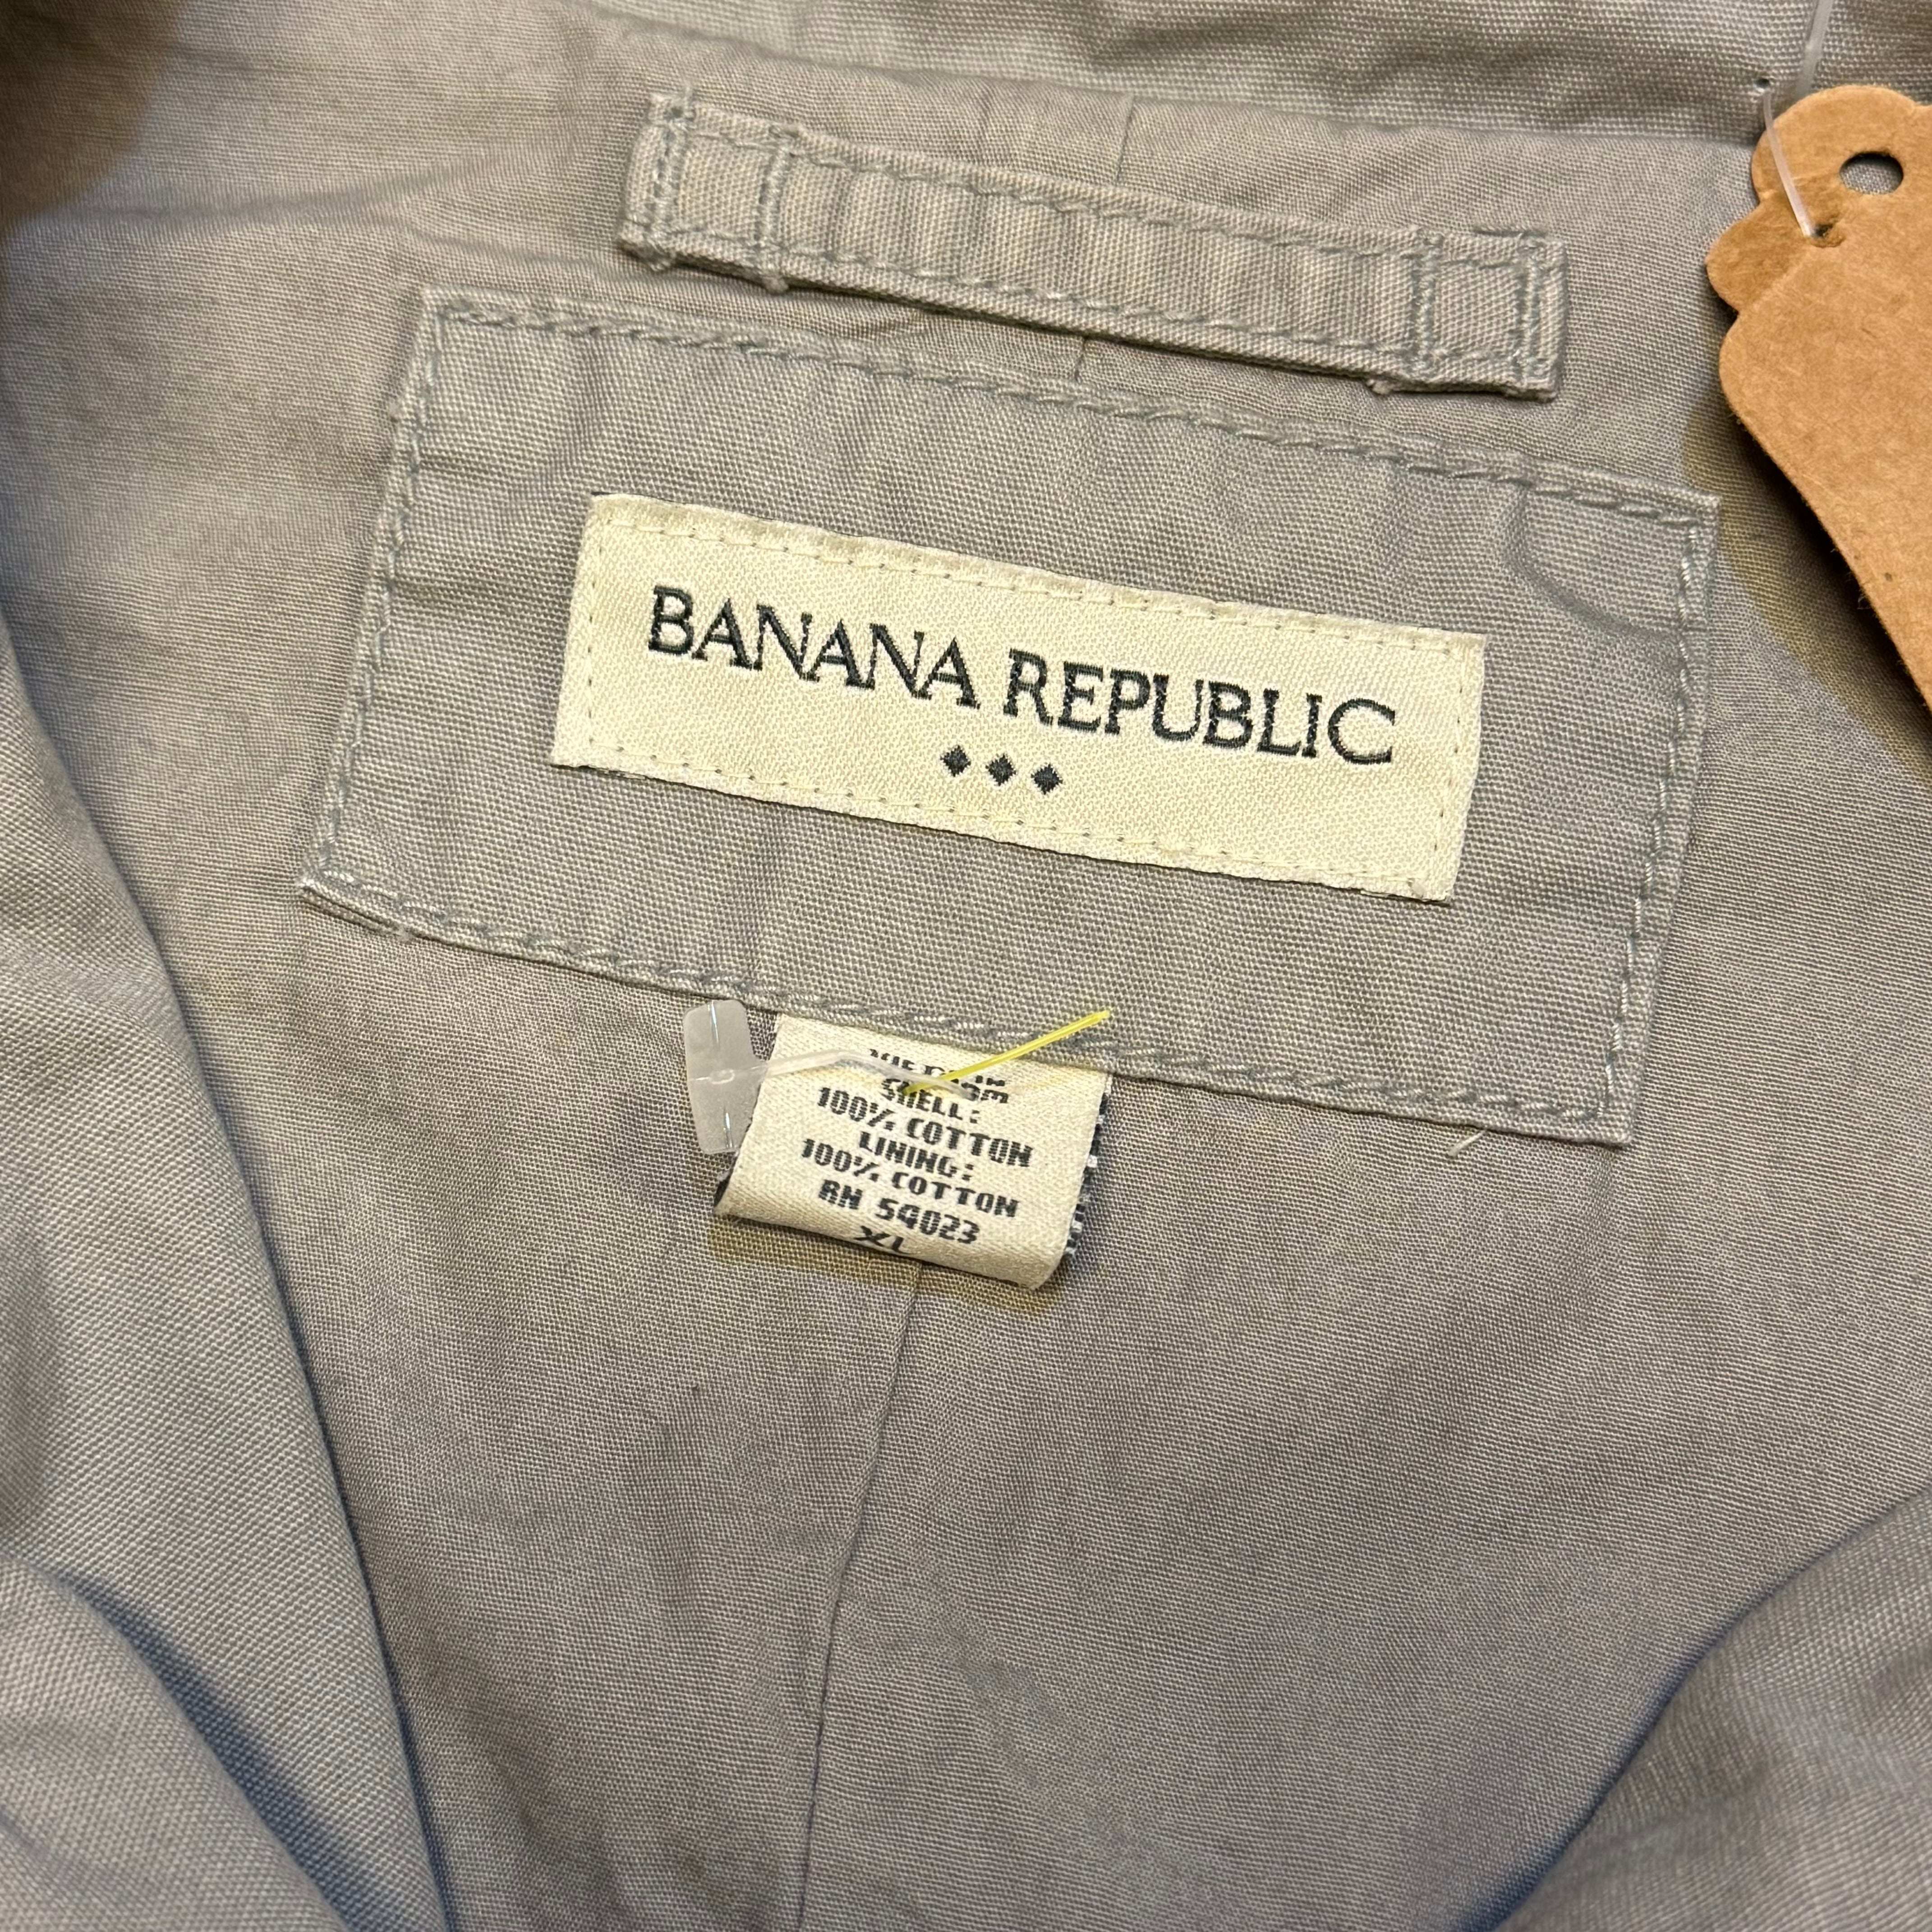 BANANA REPUBLIC
SHELL:
100% COTTON
LINING:
100% COTTON
RN 54023
XL